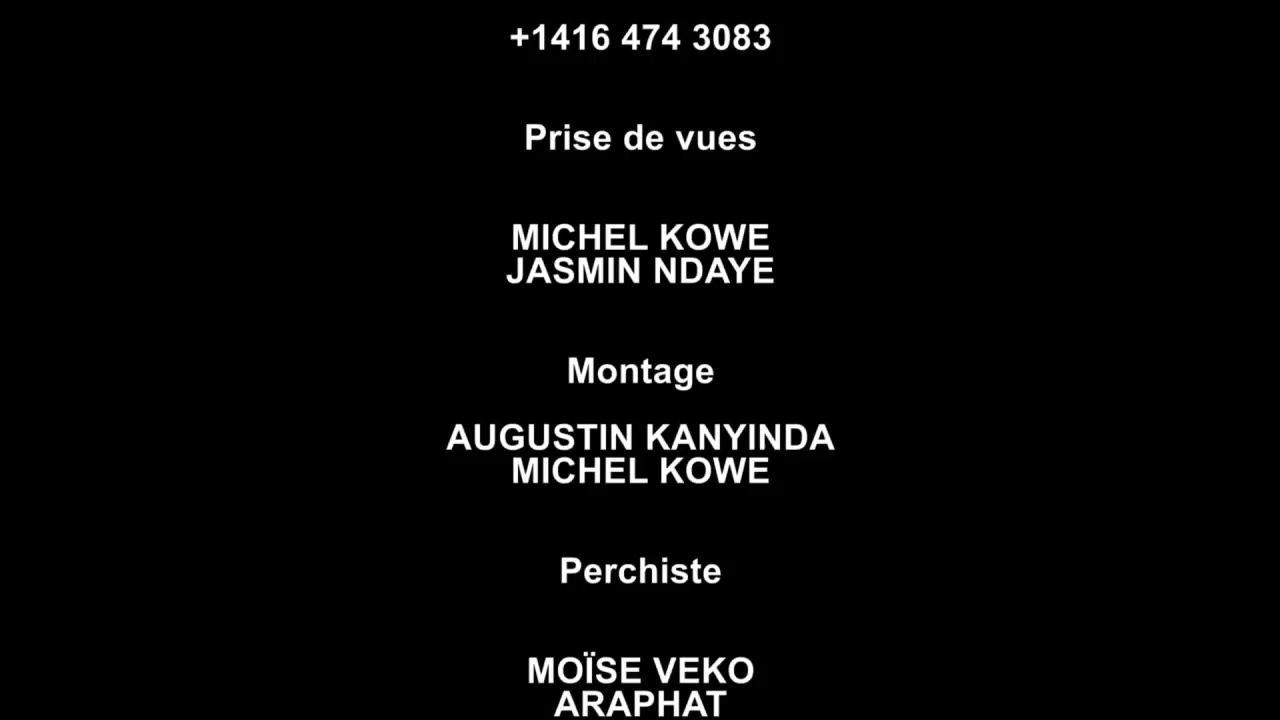 +1416 474 3083
Prise de vues
MICHEL KOWE
JASMIN NDAYE
Montage
AUGUSTIN KANYINDA
MICHEL KOWE
Perchiste
MOÏSE VEKO
ARAPHAT